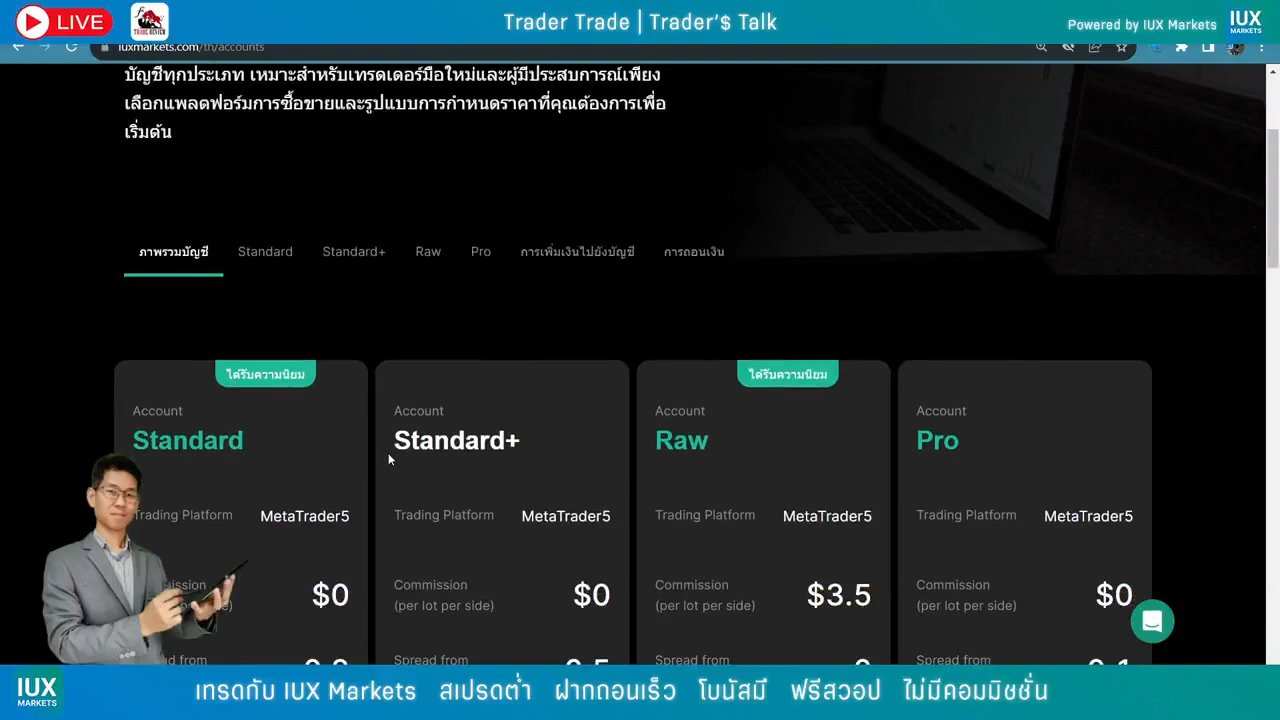 LIVE
TRADE REVIEW
Trader Trade | Trader’$ Talk
Powered by IUX Markets
IUX
MARKETS
iuxmarkets.com/th/accounts
บัญชีทุกประเภท เหมาะสำหรับเทรดเดอร์มือใหม่และผู้มีประสบการณ์เพียง
เลือกแพลตฟอร์มการซื้อขายและรูปแบบการกำหนดราคาที่คุณต้องการเพื่อ
เริ่มต้น
ภาพรวมบัญชี Standard Standard+ Raw Pro การเพิ่มเงินไปยังบัญชี การถอนเงิน
ได้รับความนิยม ได้รับความนิยม
Account Account Account Account
Standard Standard+ Raw Pro
Trading Platform MetaTrader5 Trading Platform MetaTrader5 Trading Platform MetaTrader5 Trading Platform MetaTrader5
Commission Commission Commission
$0 $0 $3.5 $0
(per lot per side) (per lot per side) (per lot per side)
Spread from Spread from Spread from
IUX
MARKETS
เทรดกับ IUX Markets สเปรดต่ำ ฝากถอนเร็ว โบนัสมี ฟรีสวอป ไม่มีคอมมิชชั่น